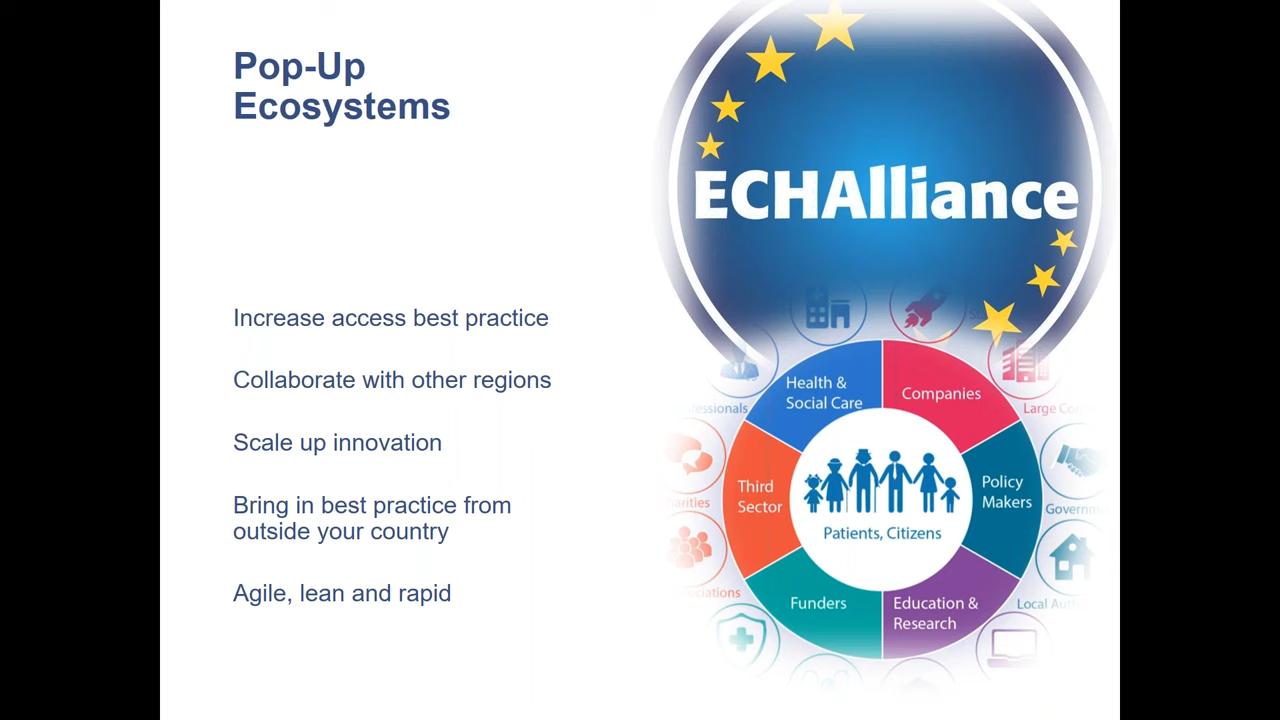 Pop-Up
Ecosystems
Increase access best practice
Collaborate with other regions
Scale up innovation
Bring in best practice from
outside your country
Agile, lean and rapid
ECHAlliance
Health &
Social Care
Companies
Third
Sector
Policy
Makers
Patients, Citizens
Funders
Education &
Research
Large
Local